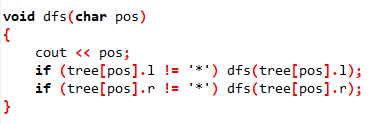 void dfs(char pos)
{
    cout << pos;
    if (tree[pos].l != '*') dfs(tree[pos].l);
    if (tree[pos].r != '*') dfs(tree[pos].r);
}